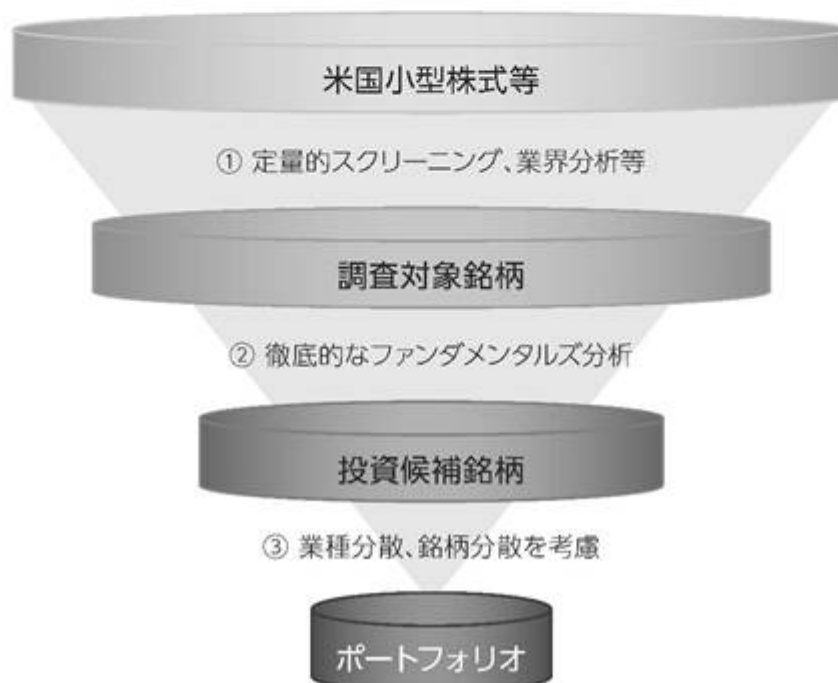 米国小型株式等
① 定量的スクリーニング、業界分析等
調査対象銘柄
② 徹底的なファンダメンタルズ分析
投資候補銘柄
③ 業種分散、銘柄分散を考慮
ポートフォリオ